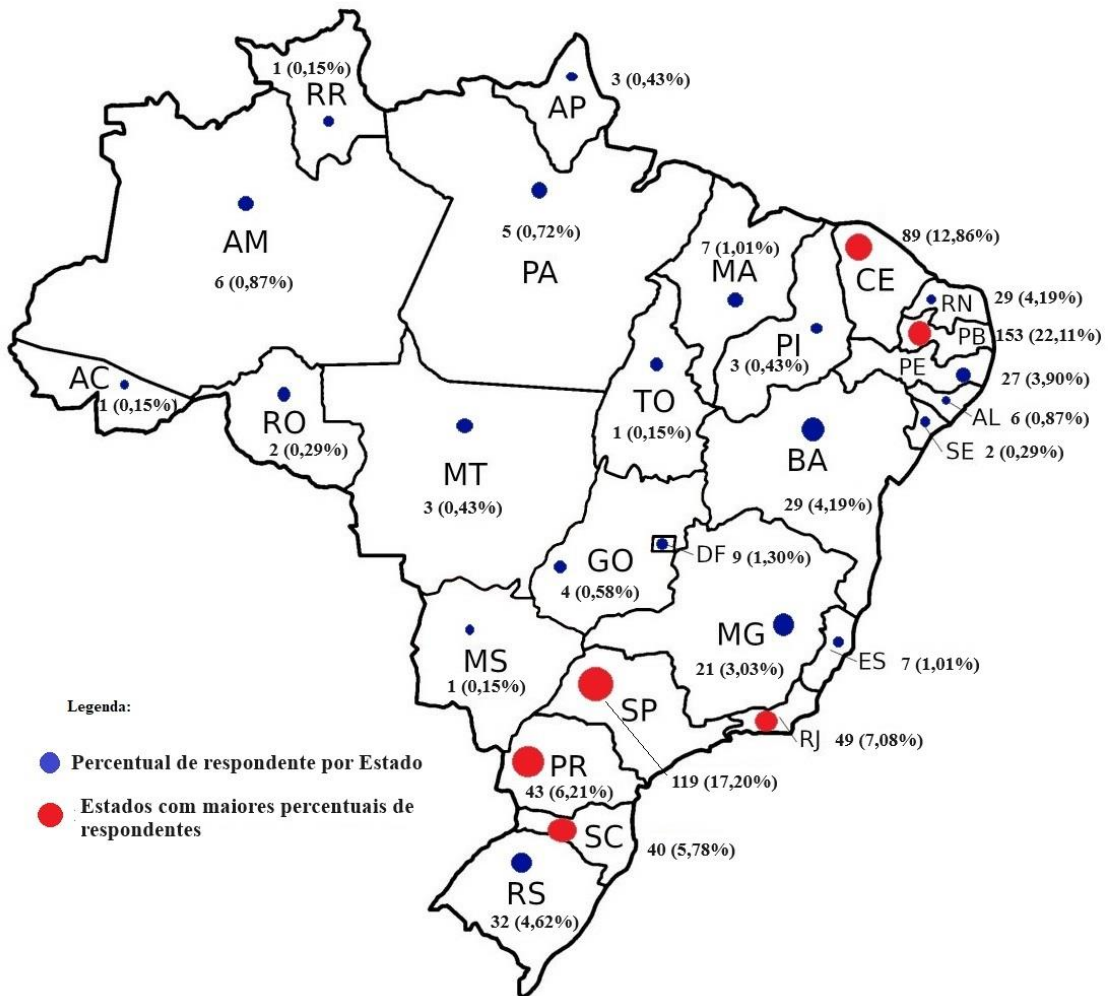 1 (0,15%)
RR
3 (0,43%)
AP
AM
6 (0,87%)
5 (0,72%)
PA
7 (1,01%)
MA
89 (12,86%)
CE
RN
29 (4,19%)
PB
153 (22,11%)
PI
3 (0,43%)
PE
27 (3,90%)
AL
6 (0,87%)
SE
2 (0,29%)
AC
1 (0,15%)
RO
2 (0,29%)
TO
1 (0,15%)
MT
3 (0,43%)
BA
29 (4,19%)
GO
4 (0,58%)
DF
9 (1,30%)
MG
21 (3,03%)
ES
7 (1,01%)
MS
1 (0,15%)
SP
119 (17,20%)
RJ
49 (7,08%)
PR
43 (6,21%)
SC
40 (5,78%)
RS
32 (4,62%)
Legenda:
Percentual de respondente por Estado
Estados com maiores percentuais de
respondentes